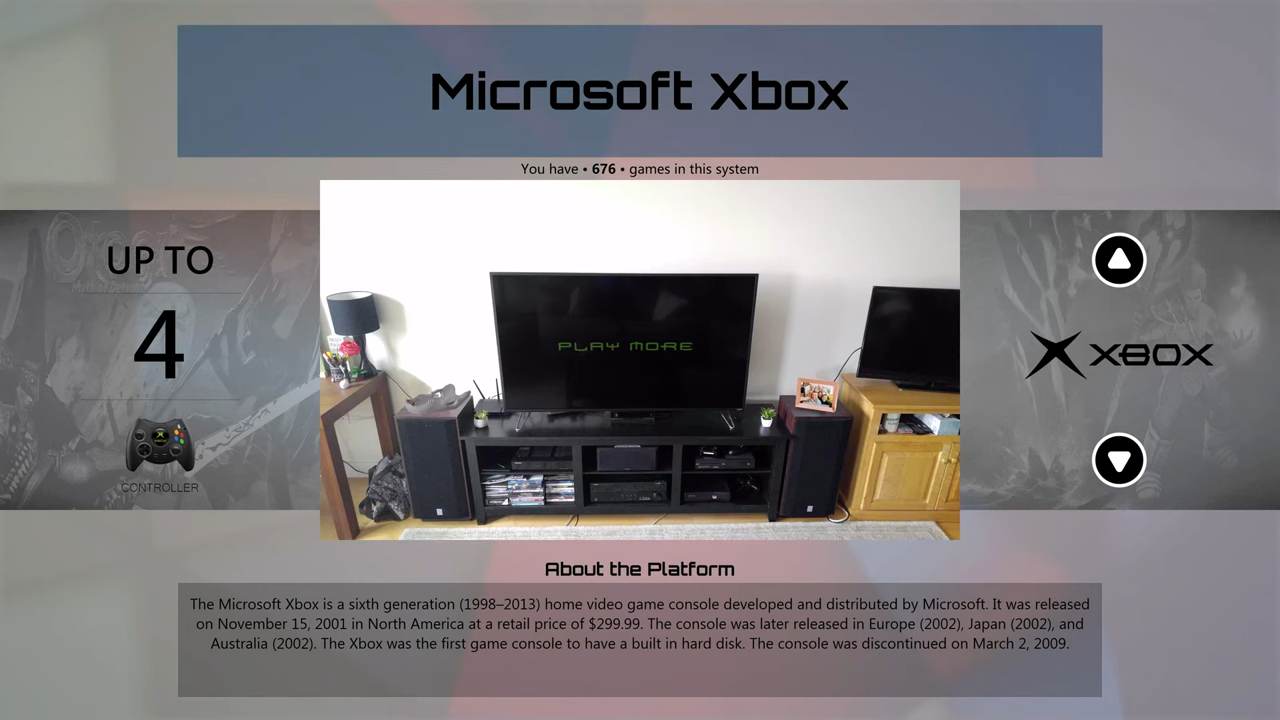 Microsoft Xbox
You have • 676 • games in this system
UP TO
4
CONTROLLER
PLAY MORE
XBOX
About the Platform
The Microsoft Xbox is a sixth generation (1998–2013) home video game console developed and distributed by Microsoft. It was released
on November 15, 2001 in North America at a retail price of $299.99. The console was later released in Europe (2002), Japan (2002), and
Australia (2002). The Xbox was the first game console to have a built in hard disk. The console was discontinued on March 2, 2009.